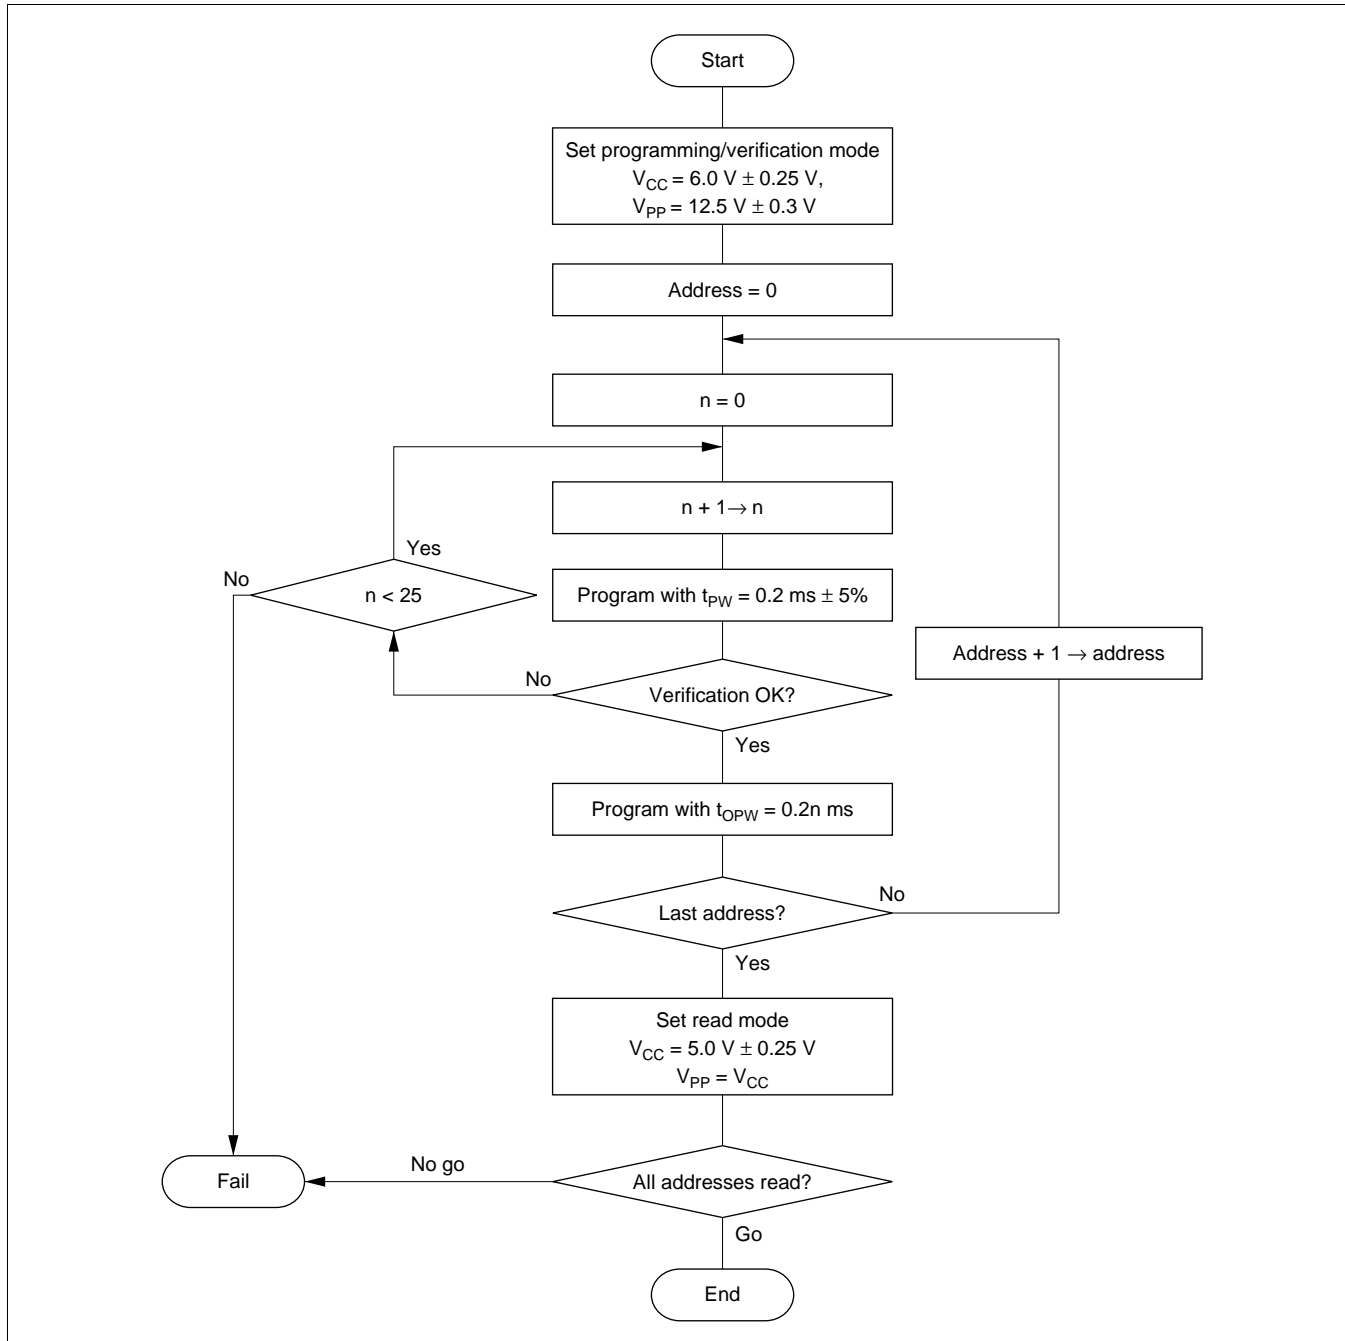 Start
Set programming/verification mode
VCC = 6.0 V ± 0.25 V,
VPP = 12.5 V ± 0.3 V
Address = 0
n = 0
n + 1→ n
Yes
No
n < 25
Program with tPW = 0.2 ms ± 5%
Address + 1 → address
No
Verification OK?
Yes
Program with tOPW = 0.2n ms
No
Last address?
Yes
Set read mode
VCC = 5.0 V ± 0.25 V
VPP = VCC
No go
Fail
All addresses read?
Go
End